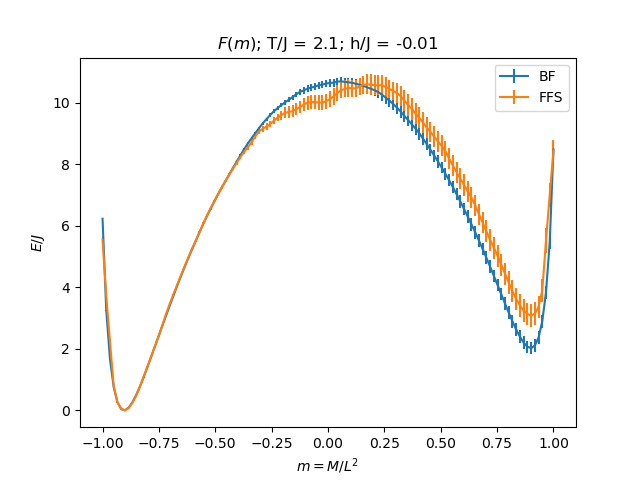 F(m); T/J = 2.1; h/J = -0.01
BF
FFS
E/J
10
8
6
4
2
0
−1.00 −0.75 −0.50 −0.25 0.00 0.25 0.50 0.75 1.00
m = M/L²